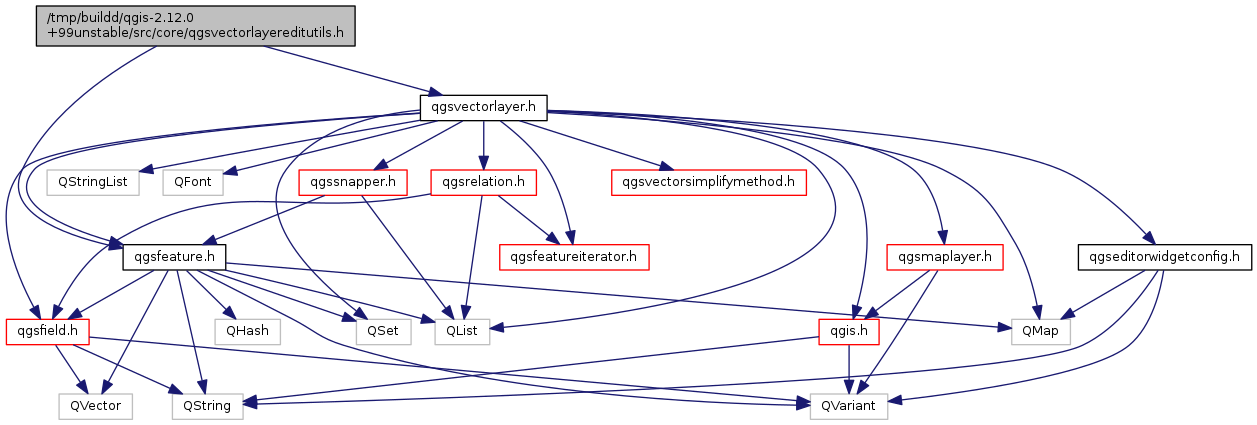 /tmp/buildd/qgis-2.12.0
+99unstable/src/core/qgsvectorlayereditutils.h
qgsvectorlayer.h
QStringList
QFont
qgssnapper.h
qgsrelation.h
qgsvectorsimplifymethod.h
qgsfeature.h
qgsfeatureiterator.h
qgsmaplayer.h
qgseditorwidgetconfig.h
qgsfield.h
QHash
QSet
QList
qgis.h
QMap
QVector
QString
QVariant